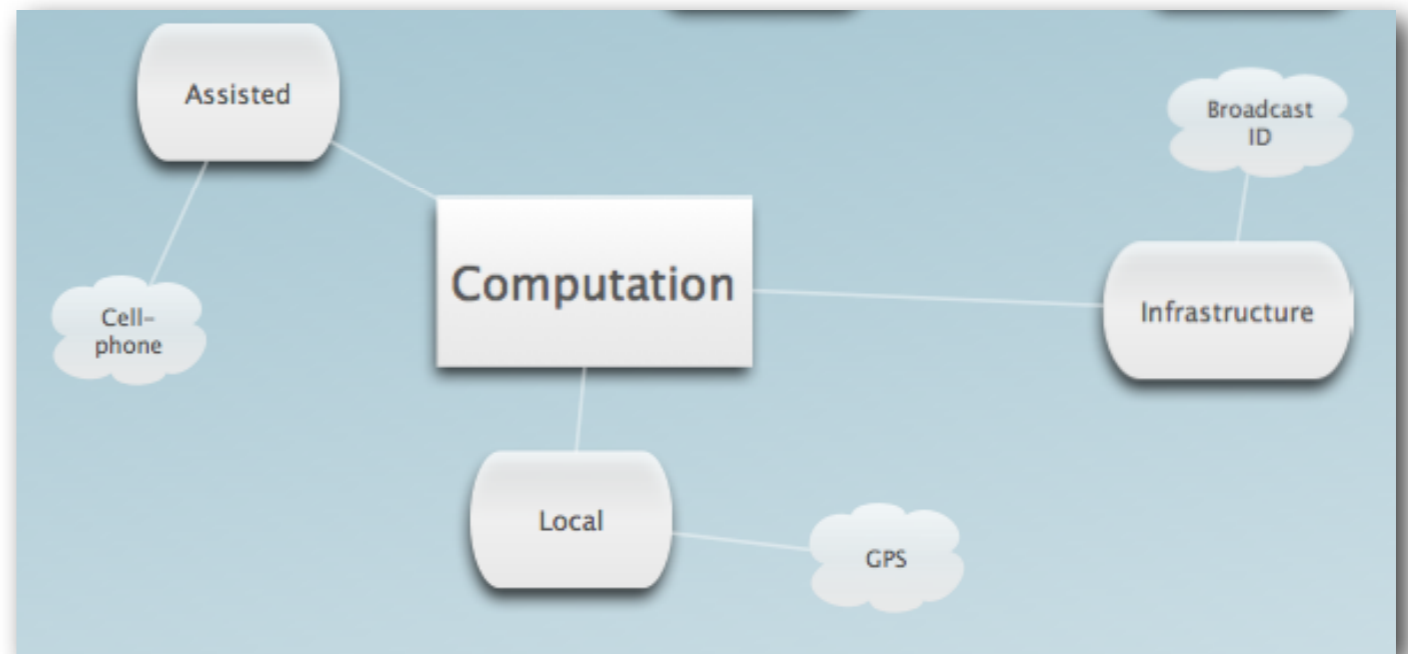 Assisted
Broadcast
ID
Computation
Infrastructure
Cell-
phone
Local
GPS